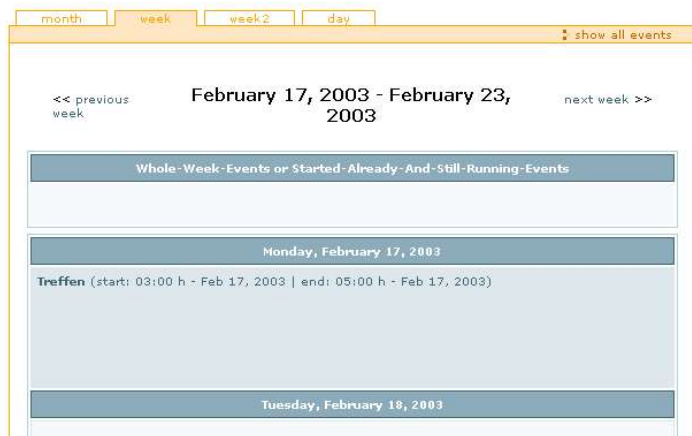 month week week2 day
show all events
<< previous week
February 17, 2003 - February 23, 2003
next week >>
Whole-Week-Events or Started-Already-And-Still-Running-Events
Monday, February 17, 2003
Treffen (start: 03:00 h - Feb 17, 2003 | end: 05:00 h - Feb 17, 2003)
Tuesday, February 18, 2003